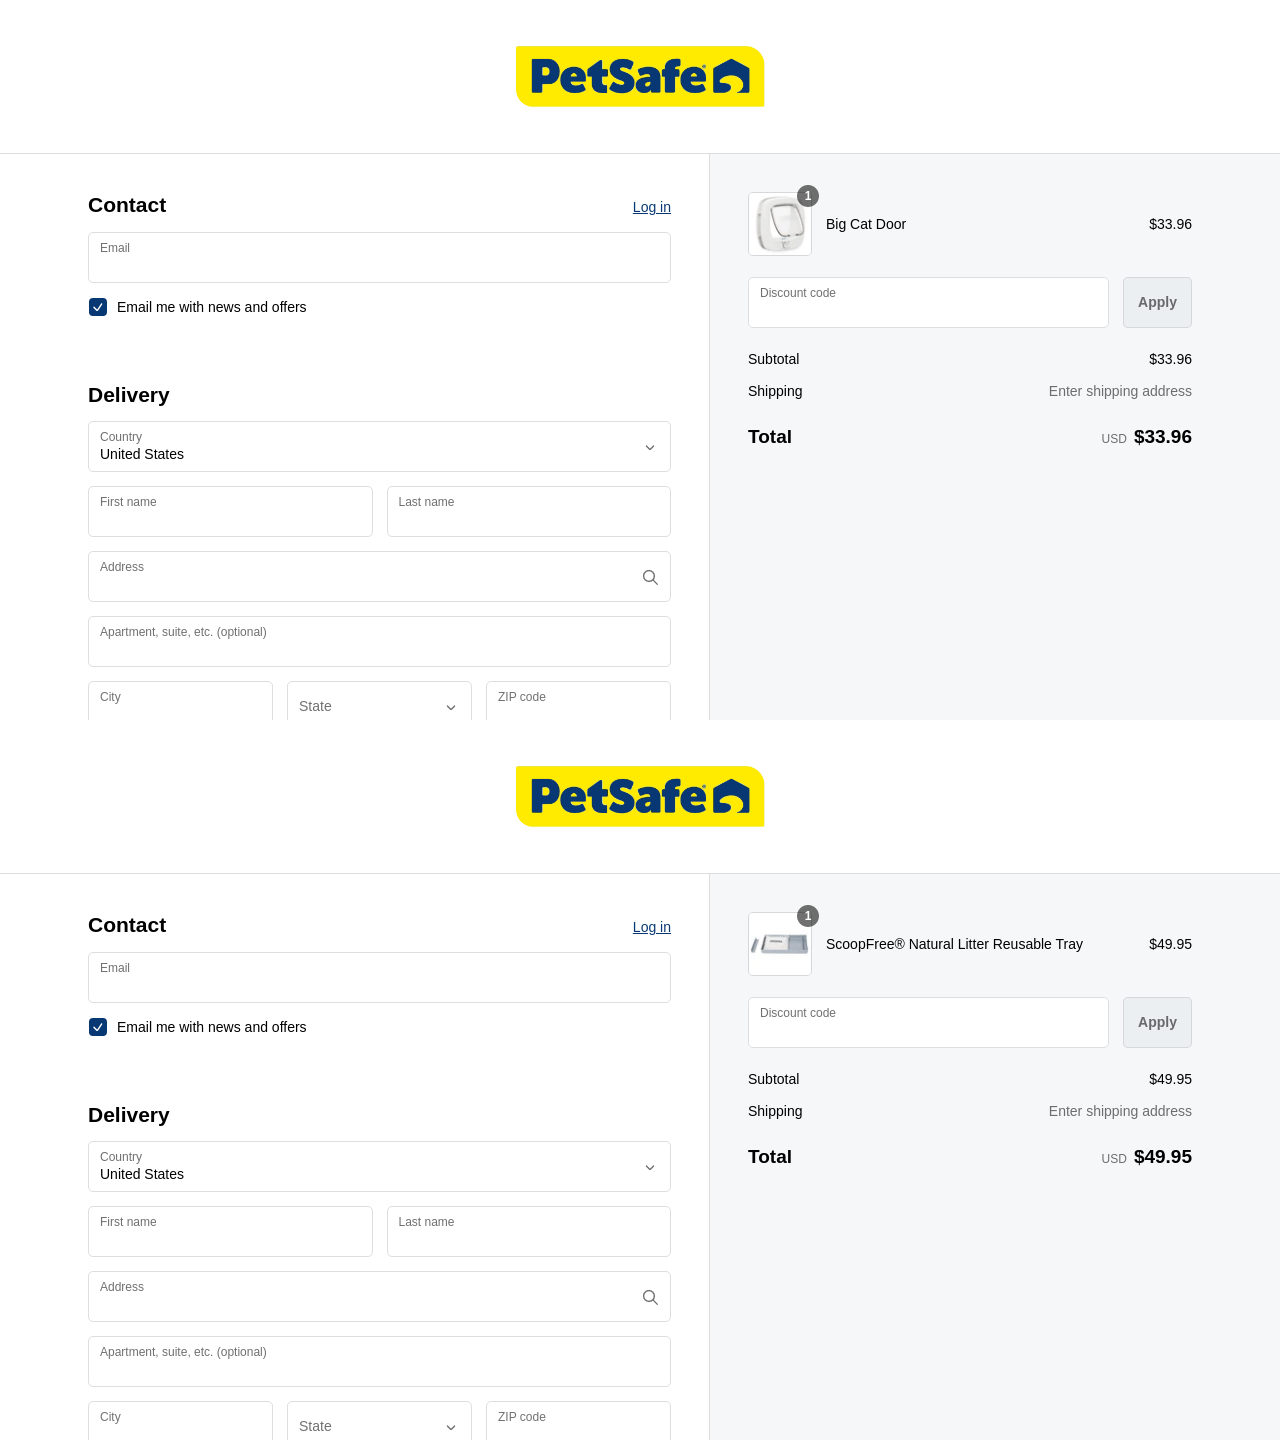 PetSafe
Contact
Log in
Email
Email me with news and offers
Delivery
Country
United States
First name
Last name
Address
Apartment, suite, etc. (optional)
City
State
ZIP code
1
Big Cat Door
$33.96
Discount code
Apply
Subtotal
$33.96
Shipping
Enter shipping address
Total
USD $33.96
PetSafe
Contact
Log in
Email
Email me with news and offers
Delivery
Country
United States
First name
Last name
Address
Apartment, suite, etc. (optional)
City
State
ZIP code
1
ScoopFree® Natural Litter Reusable Tray
$49.95
Discount code
Apply
Subtotal
$49.95
Shipping
Enter shipping address
Total
USD $49.95